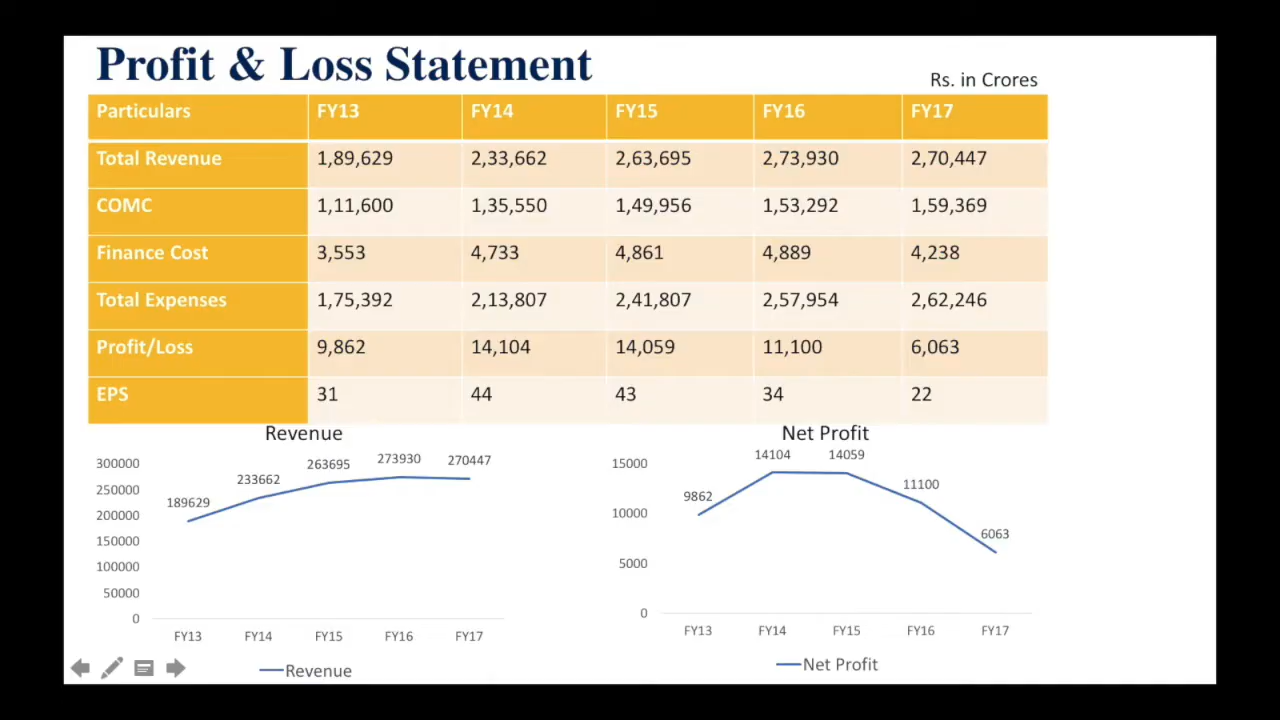 Profit & Loss Statement
Rs. in Crores
Particulars FY13 FY14 FY15 FY16 FY17
Total Revenue 1,89,629 2,33,662 2,63,695 2,73,930 2,70,447
COMC 1,11,600 1,35,550 1,49,956 1,53,292 1,59,369
Finance Cost 3,553 4,733 4,861 4,889 4,238
Total Expenses 1,75,392 2,13,807 2,41,807 2,57,954 2,62,246
Profit/Loss 9,862 14,104 14,059 11,100 6,063
EPS 31 44 43 34 22
Revenue
300000
250000
200000
150000
100000
50000
0
189629 233662 263695 273930 270447
FY13 FY14 FY15 FY16 FY17
Revenue
Net Profit
15000
10000
5000
0
9862 14104 14059 11100 6063
FY13 FY14 FY15 FY16 FY17
Net Profit